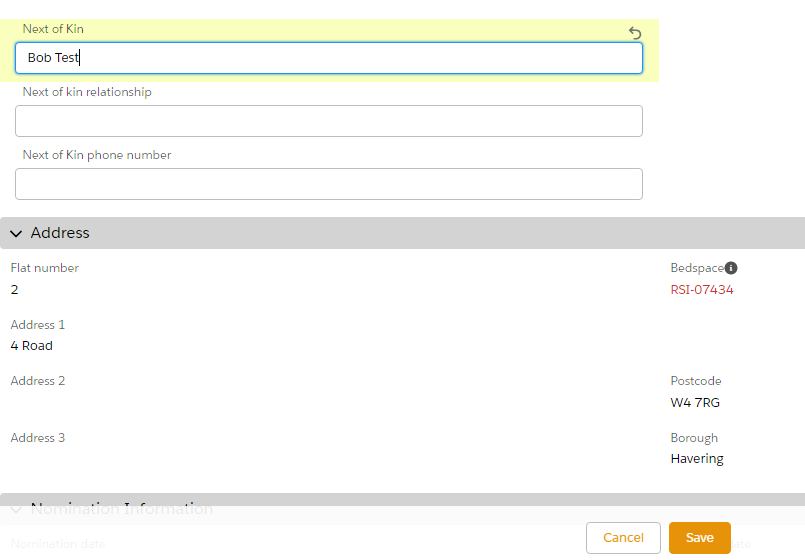 Next of Kin
Bob Test
Next of kin relationship
Next of Kin phone number
Address
Flat number
2
Bedspace
RSI-07434
Address 1
4 Road
Address 2
Postcode
W4 7RG
Address 3
Borough
Havering
Nomination Information
Nomination date
Cancel
Save